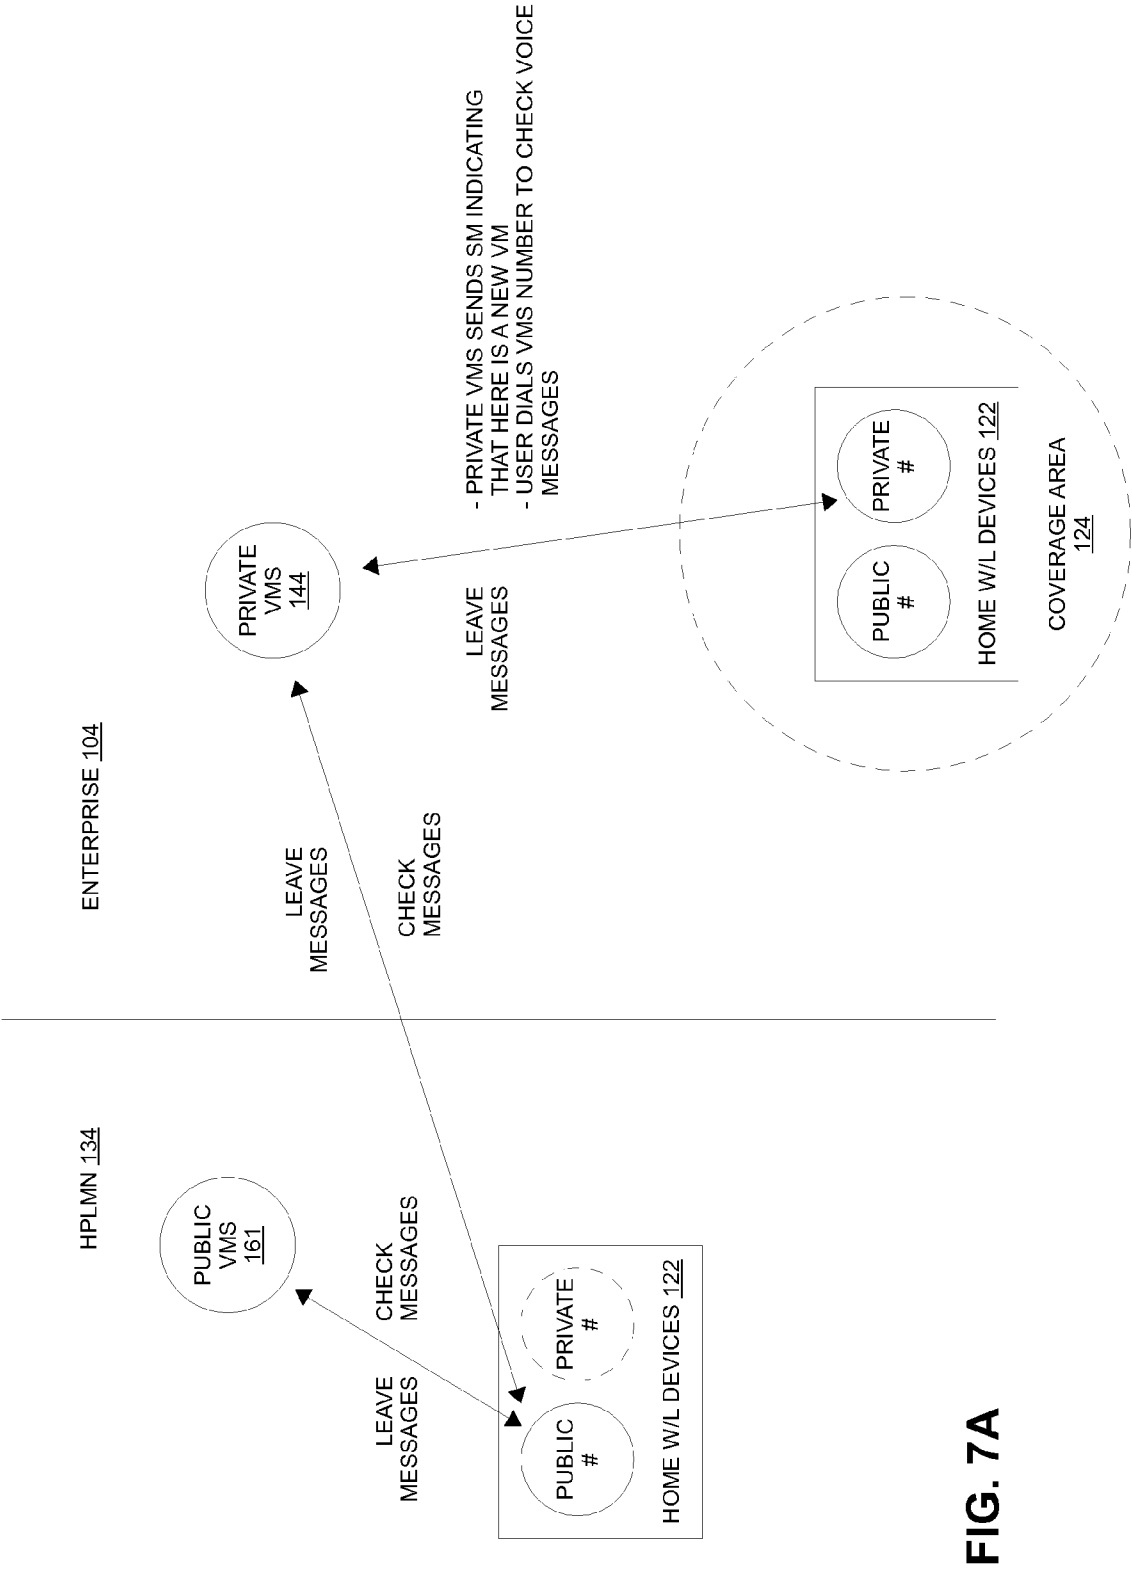 HPLMN 134
ENTERPRISE 104
PUBLIC
VMS
161
PRIVATE
VMS
144
LEAVE
MESSAGES
CHECK
MESSAGES
LEAVE
MESSAGES
CHECK
MESSAGES
LEAVE
MESSAGES
- PRIVATE VMS SENDS SM INDICATING
THAT HERE IS A NEW VM
- USER DIALS VMS NUMBER TO CHECK VOICE
MESSAGES
PUBLIC
#
PRIVATE
#
HOME W/L DEVICES 122
PUBLIC
#
PRIVATE
#
HOME W/L DEVICES 122
COVERAGE AREA
124
FIG. 7A